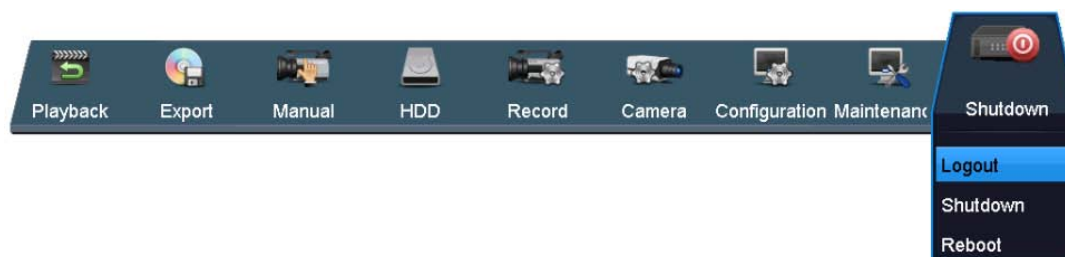 Playback Export Manual HDD Record Camera Configuration Maintenanc Shutdown
Logout
Shutdown
Reboot